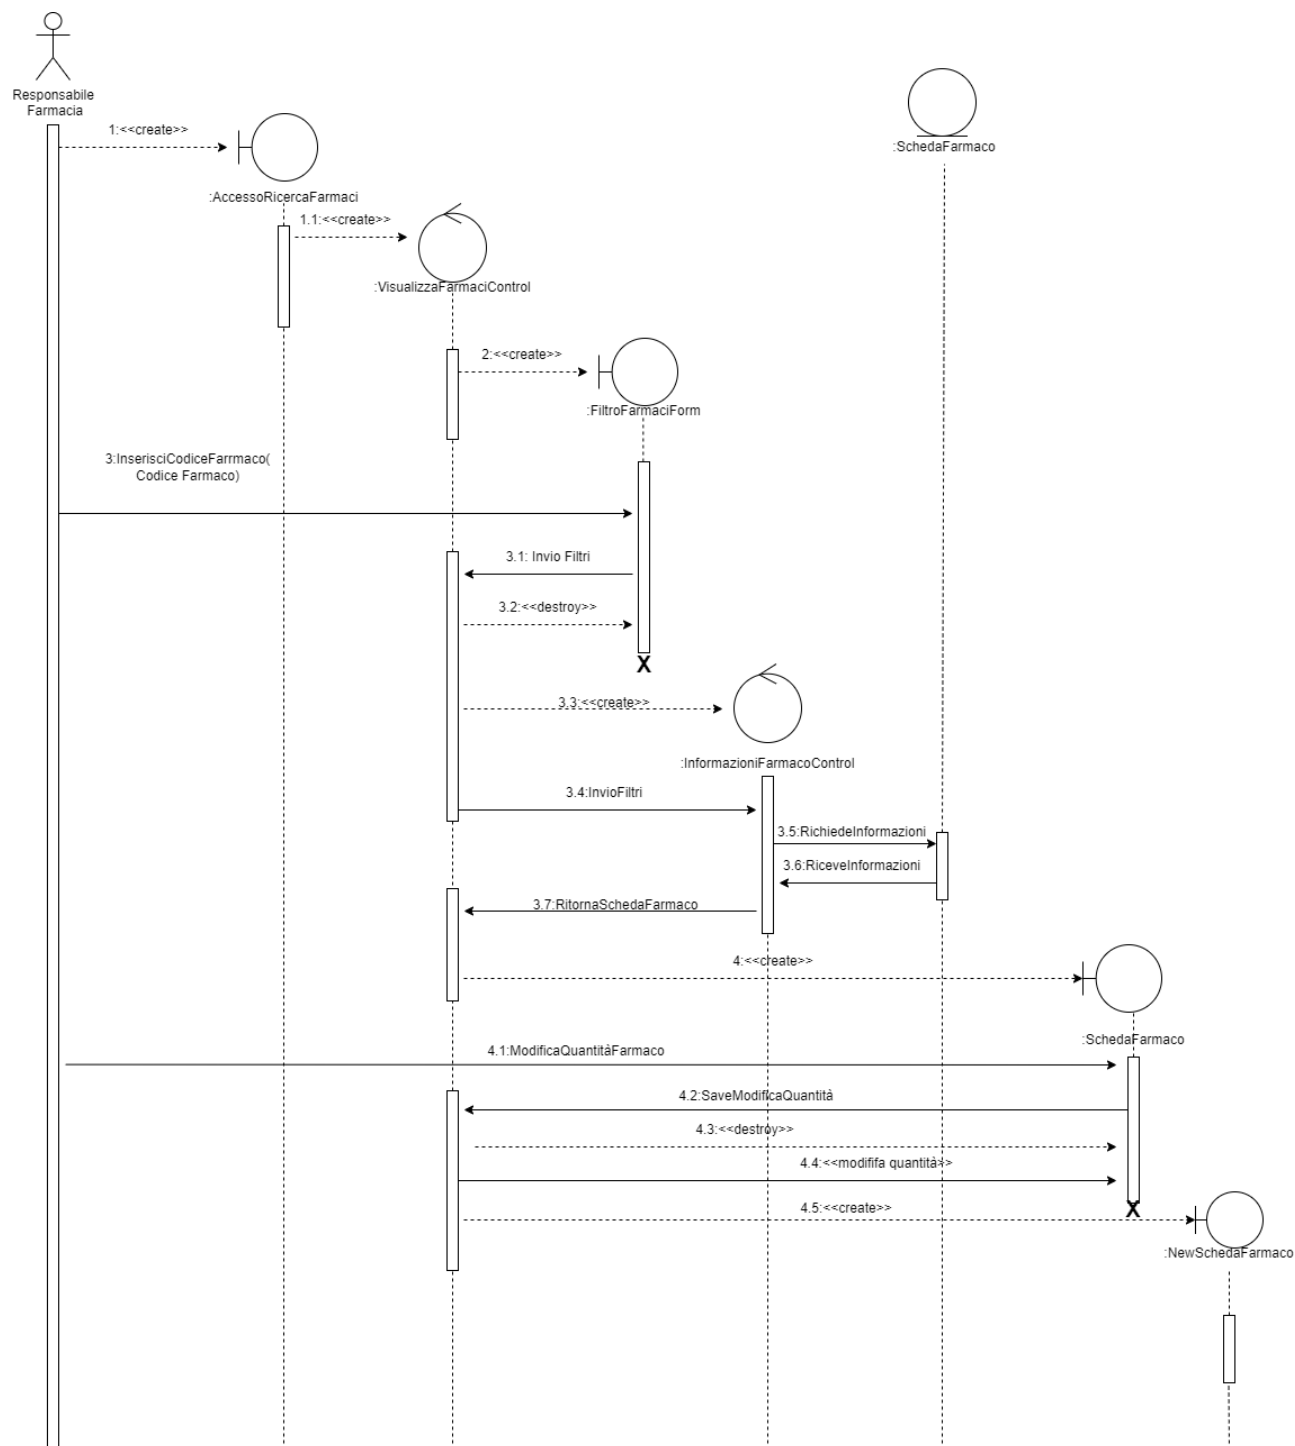 Responsabile
Farmacia
1:<<create>>
:SchedaFarmaco
:AccessoRicercaFarmaci
1.1:<<create>>
:VisualizzaFarmaciControl
2:<<create>>
:FiltroFarmaciForm
3:InserisciCodiceFarrmaco(
Codice Farmaco)
3.1: Invio Filtri
3.2:<<destroy>>
X
3.3:<<create>>
:InformazioniFarmacoControl
3.4:InvioFiltri
3.5:RichiedeInformazioni
3.6:RiceveInformazioni
3.7:RitornaSchedaFarmaco
4:<<create>>
:SchedaFarmaco
4.1:ModificaQuantitàFarmaco
4.2:SaveModificaQuantità
4.3:<<destroy>>
4.4:<<modififa quantità>>
X
4.5:<<create>>
:NewSchedaFarmaco